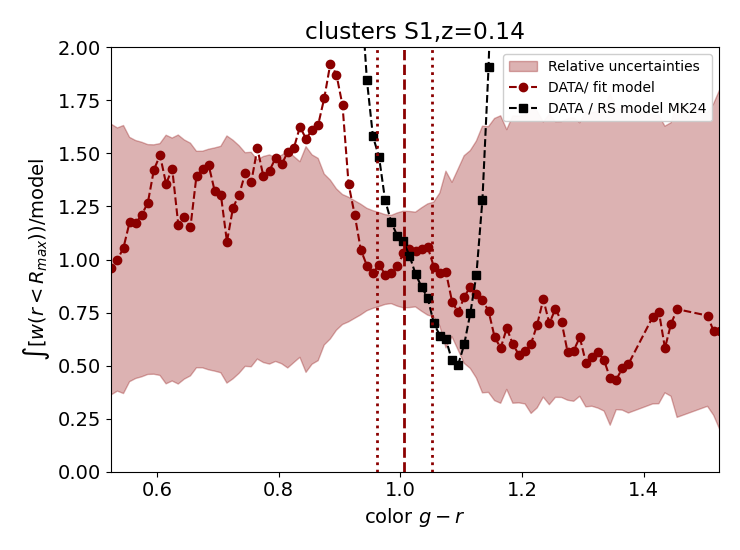 clusters S1,z=0.14
2.00
1.75
1.50
1.25
1.00
0.75
0.50
0.25
0.00
∫[w(r < R_max))/model
Relative uncertainties
DATA/ fit model
DATA / RS model MK24
0.6 0.8 1.0 1.2 1.4
color g − r